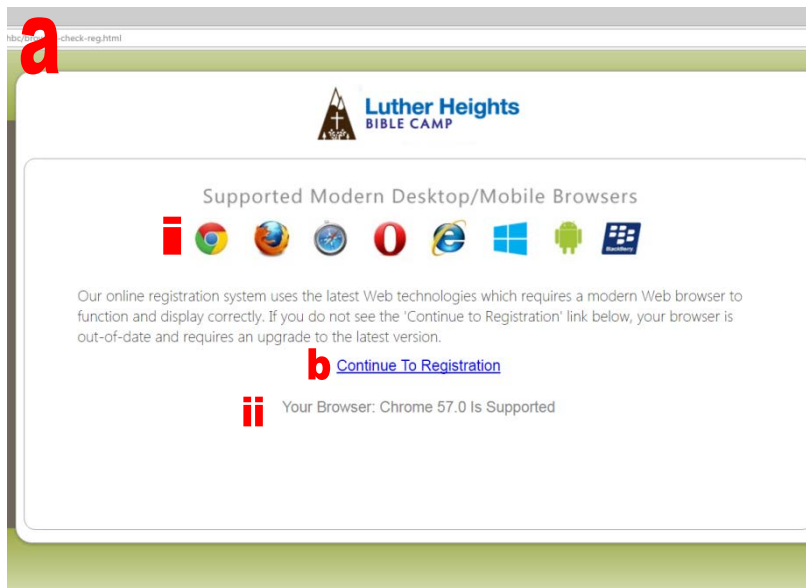 a
-check-reg.html
Luther Heights
BIBLE CAMP
Supported Modern Desktop/Mobile Browsers
i
BlackBerry
Our online registration system uses the latest Web technologies which requires a modern Web browser to
function and display correctly. If you do not see the 'Continue to Registration' link below, your browser is
out-of-date and requires an upgrade to the latest version.
b Continue To Registration
ii Your Browser: Chrome 57.0 Is Supported